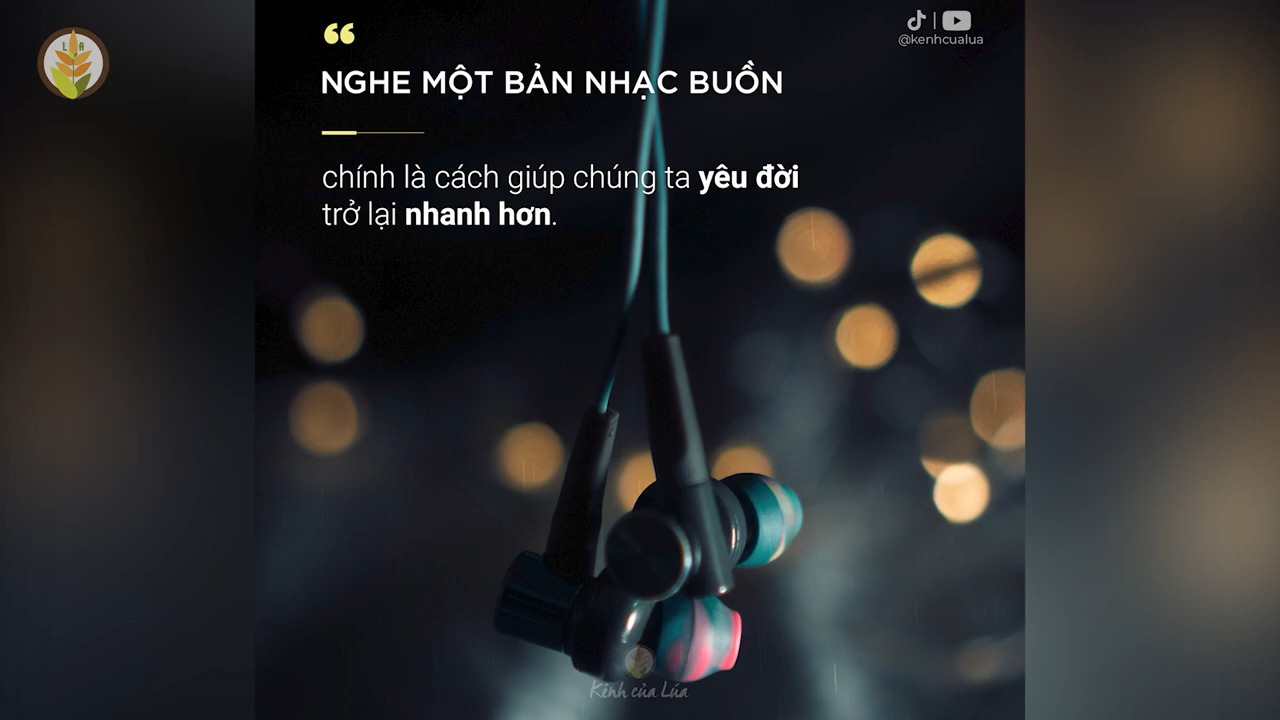 L A
“
NGHE MỘT BẢN NHẠC BUỒN
chính là cách giúp chúng ta yêu đời
trở lại nhanh hơn.
@kenhcualua
Kênh của Lúa